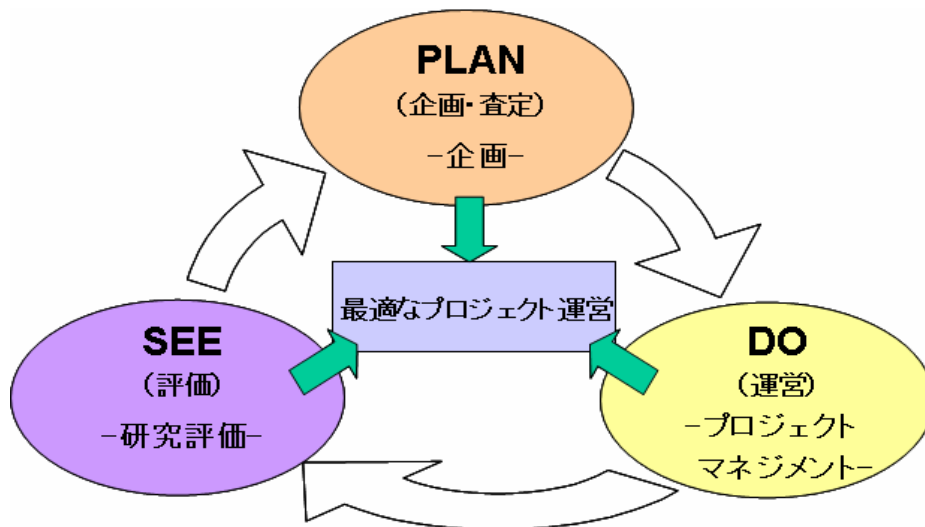 PLAN
(企画・査定)
−企画−
最適なプロジェクト運営
SEE
(評価)
−研究評価−
DO
(運営)
−プロジェクト
マネジメント−